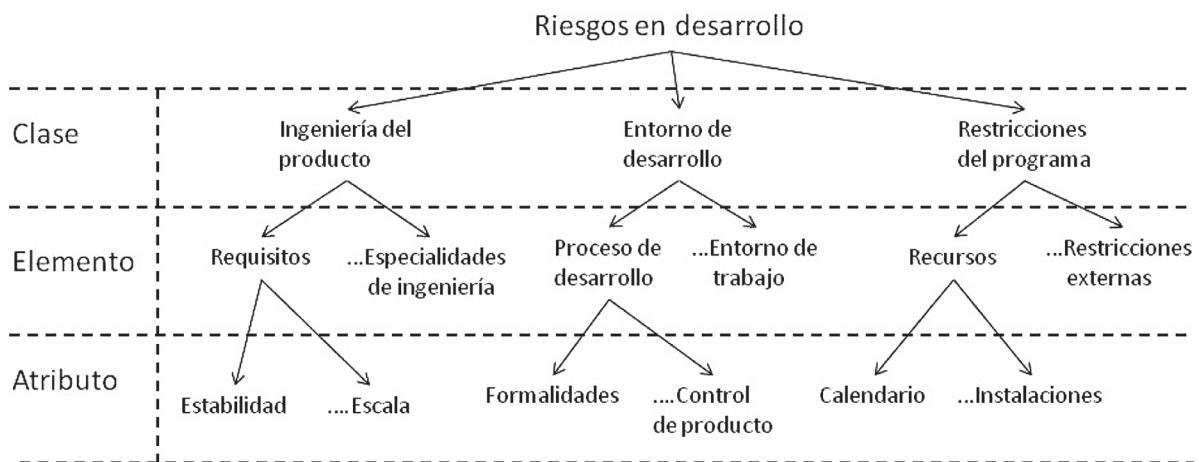 Riesgos en desarrollo
Clase
Ingeniería del
producto
Entorno de
desarrollo
Restricciones
del programa
Elemento
Requisitos
...Especialidades
de ingeniería
Proceso de
desarrollo
...Entorno de
trabajo
Recursos
...Restricciones
externas
Atributo
Estabilidad
....Escala
Formalidades
....Control
de producto
Calendario
...Instalaciones